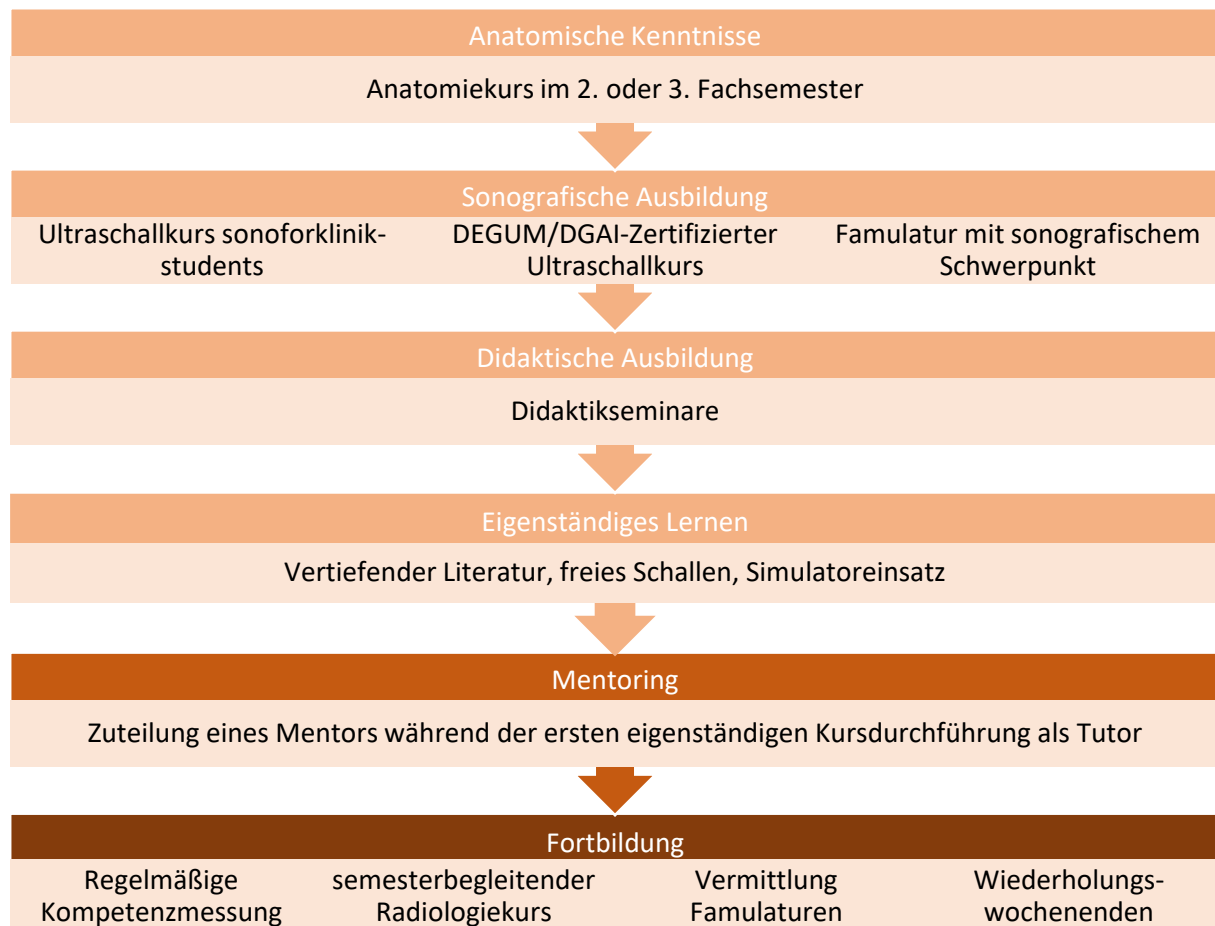 Anatomische Kenntnisse
Anatomiekurs im 2. oder 3. Fachsemester
Sonografische Ausbildung
Ultraschallkurs sonoforklinik-
students
DEGUM/DGAI-Zertifizierter
Ultraschallkurs
Famulatur mit sonografischem
Schwerpunkt
Didaktische Ausbildung
Didaktikseminare
Eigenständiges Lernen
Vertiefender Literatur, freies Schallen, Simulatoreinsatz
Mentoring
Zuteilung eines Mentors während der ersten eigenständigen Kursdurchführung als Tutor
Fortbildung
Regelmäßige
Kompetenzmessung
semesterbegleitender
Radiologiekurs
Vermittlung
Famulaturen
Wiederholungs-
wochenenden